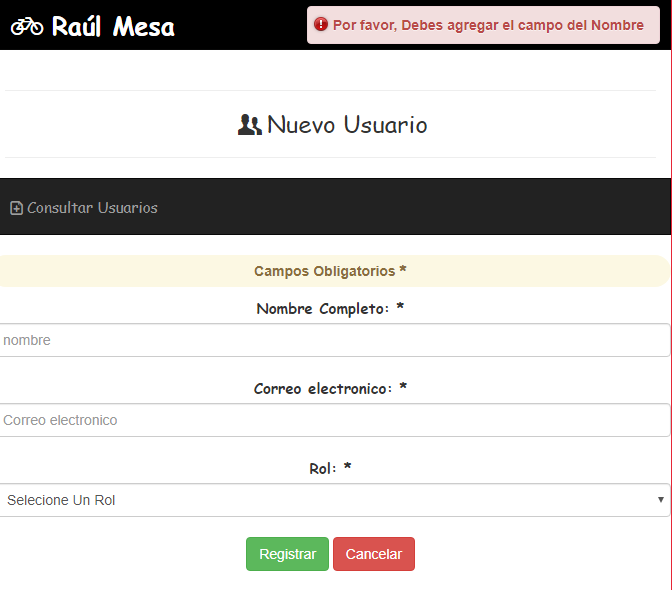 Raúl Mesa
Por favor, Debes agregar el campo del Nombre
Nuevo Usuario
Consultar Usuarios
Campos Obligatorios *
Nombre Completo: *
nombre
Correo electronico: *
Correo electronico
Rol: *
Selecione Un Rol
Registrar Cancelar